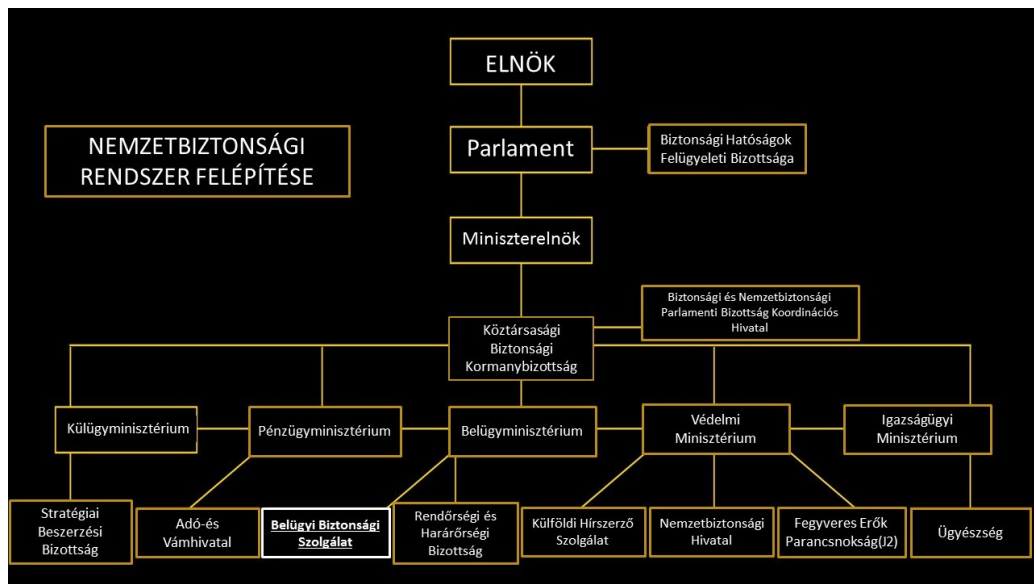 ELNÖK
NEMZETBIZTONSÁGI
RENDSZER FELÉPÍTÉSE
Parlament
Biztonsági Hatóságok
Felügyeleti Bizottsága
Miniszterelnök
Biztonsági és Nemzetbiztonsági
Parlamenti Bizottság Koordinációs
Hivatal
Köztársasági
Biztonsági
Kormanybizottság
Külügyminisztérium
Pénzügyminisztérium
Belügyminisztérium
Védelmi
Minisztérium
Igazságügyi
Minisztérium
Stratégiai
Beszerzési
Bizottság
Adó-és
Vámhivatal
Belügyi Biztonsági
Szolgálat
Rendőrségi és
Harárőrségi
Bizottság
Külföldi Hírszerző
Szolgálat
Nemzetbiztonsági
Hivatal
Fegyveres Erők
Parancsnokság(J2)
Ügyészség